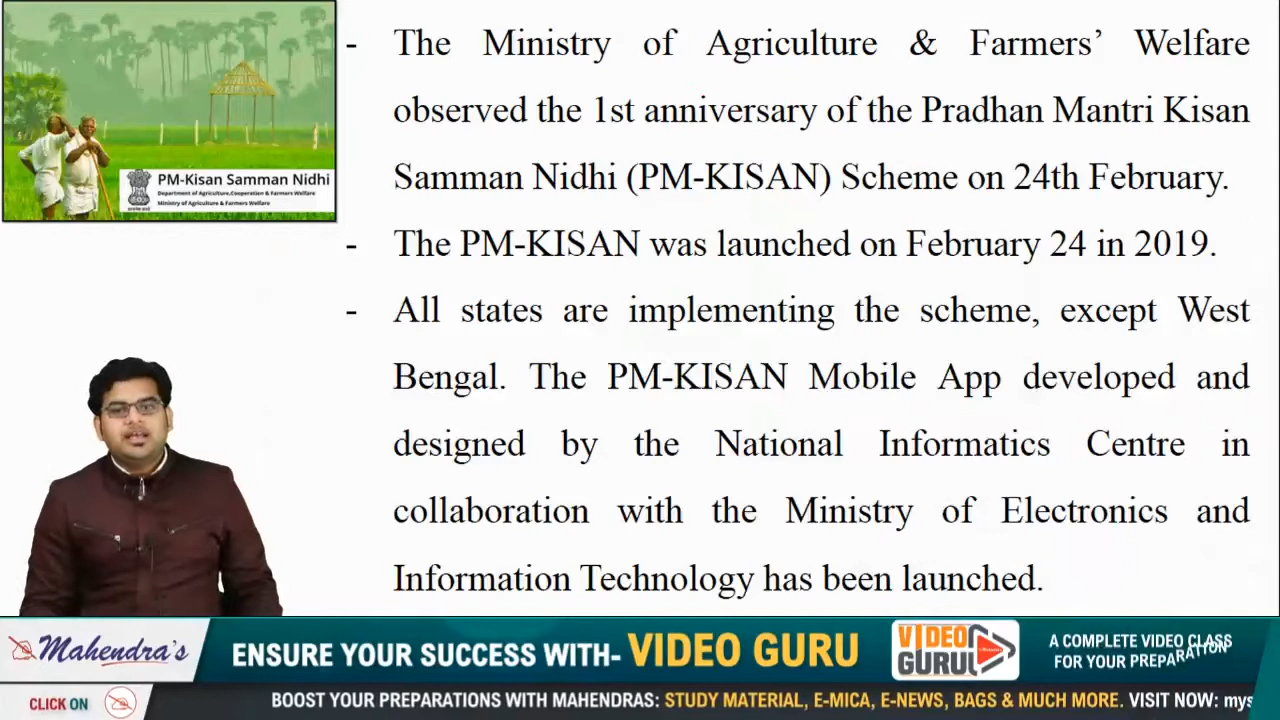 PM-Kisan Samman Nidhi
Department of Agriculture,Cooperation & Farmers Welfare
Ministry of Agriculture & Farmers Welfare
- The Ministry of Agriculture & Farmers’ Welfare
observed the 1st anniversary of the Pradhan Mantri Kisan
Samman Nidhi (PM-KISAN) Scheme on 24th February.
- The PM-KISAN was launched on February 24 in 2019.
- All states are implementing the scheme, except West
Bengal. The PM-KISAN Mobile App developed and
designed by the National Informatics Centre in
collaboration with the Ministry of Electronics and
Information Technology has been launched.
Mahendra's
ENSURE YOUR SUCCESS WITH- VIDEO GURU
VIDEO
GURU
A COMPLETE VIDEO CLASS
FOR YOUR PREPARATION
CLICK ON
BOOST YOUR PREPARATIONS WITH MAHENDRAS: STUDY MATERIAL, E-MICA, E-NEWS, BAGS & MUCH MORE. VISIT NOW: mys